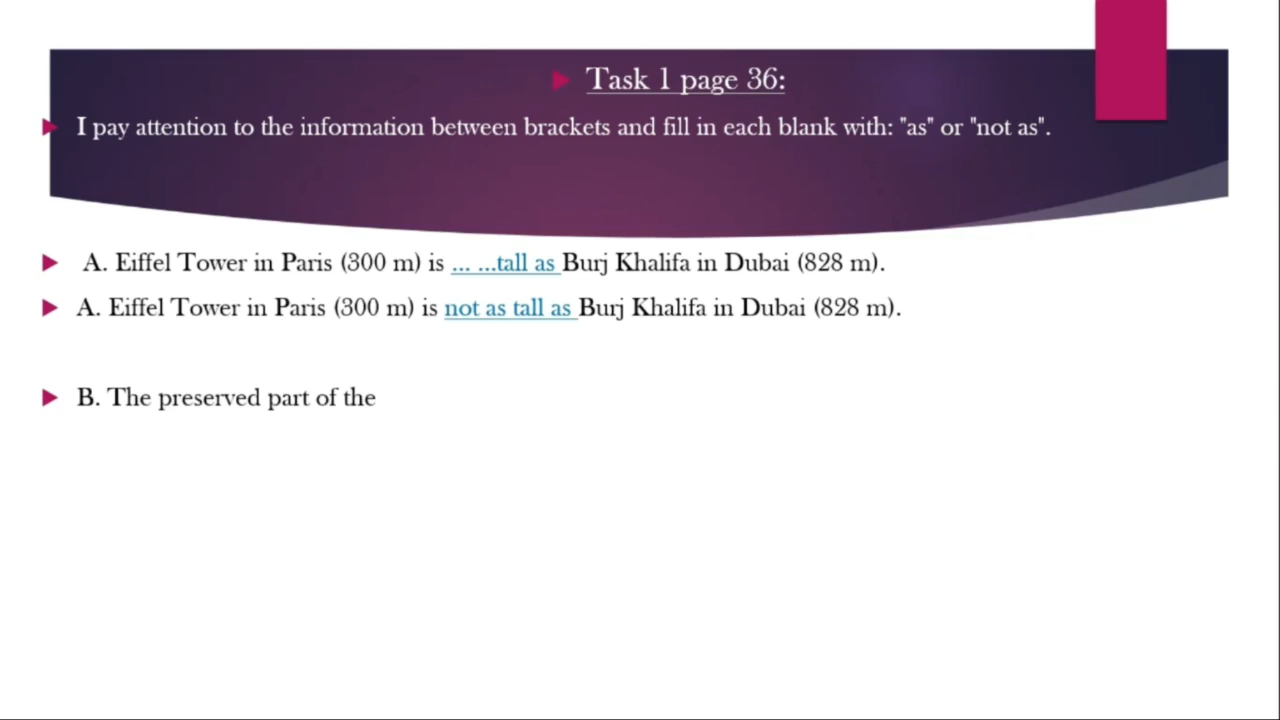 Task 1 page 36:
I pay attention to the information between brackets and fill in each blank with: "as" or "not as".
A. Eiffel Tower in Paris (300 m) is ... ...tall as Burj Khalifa in Dubai (828 m).
A. Eiffel Tower in Paris (300 m) is not as tall as Burj Khalifa in Dubai (828 m).
B. The preserved part of the